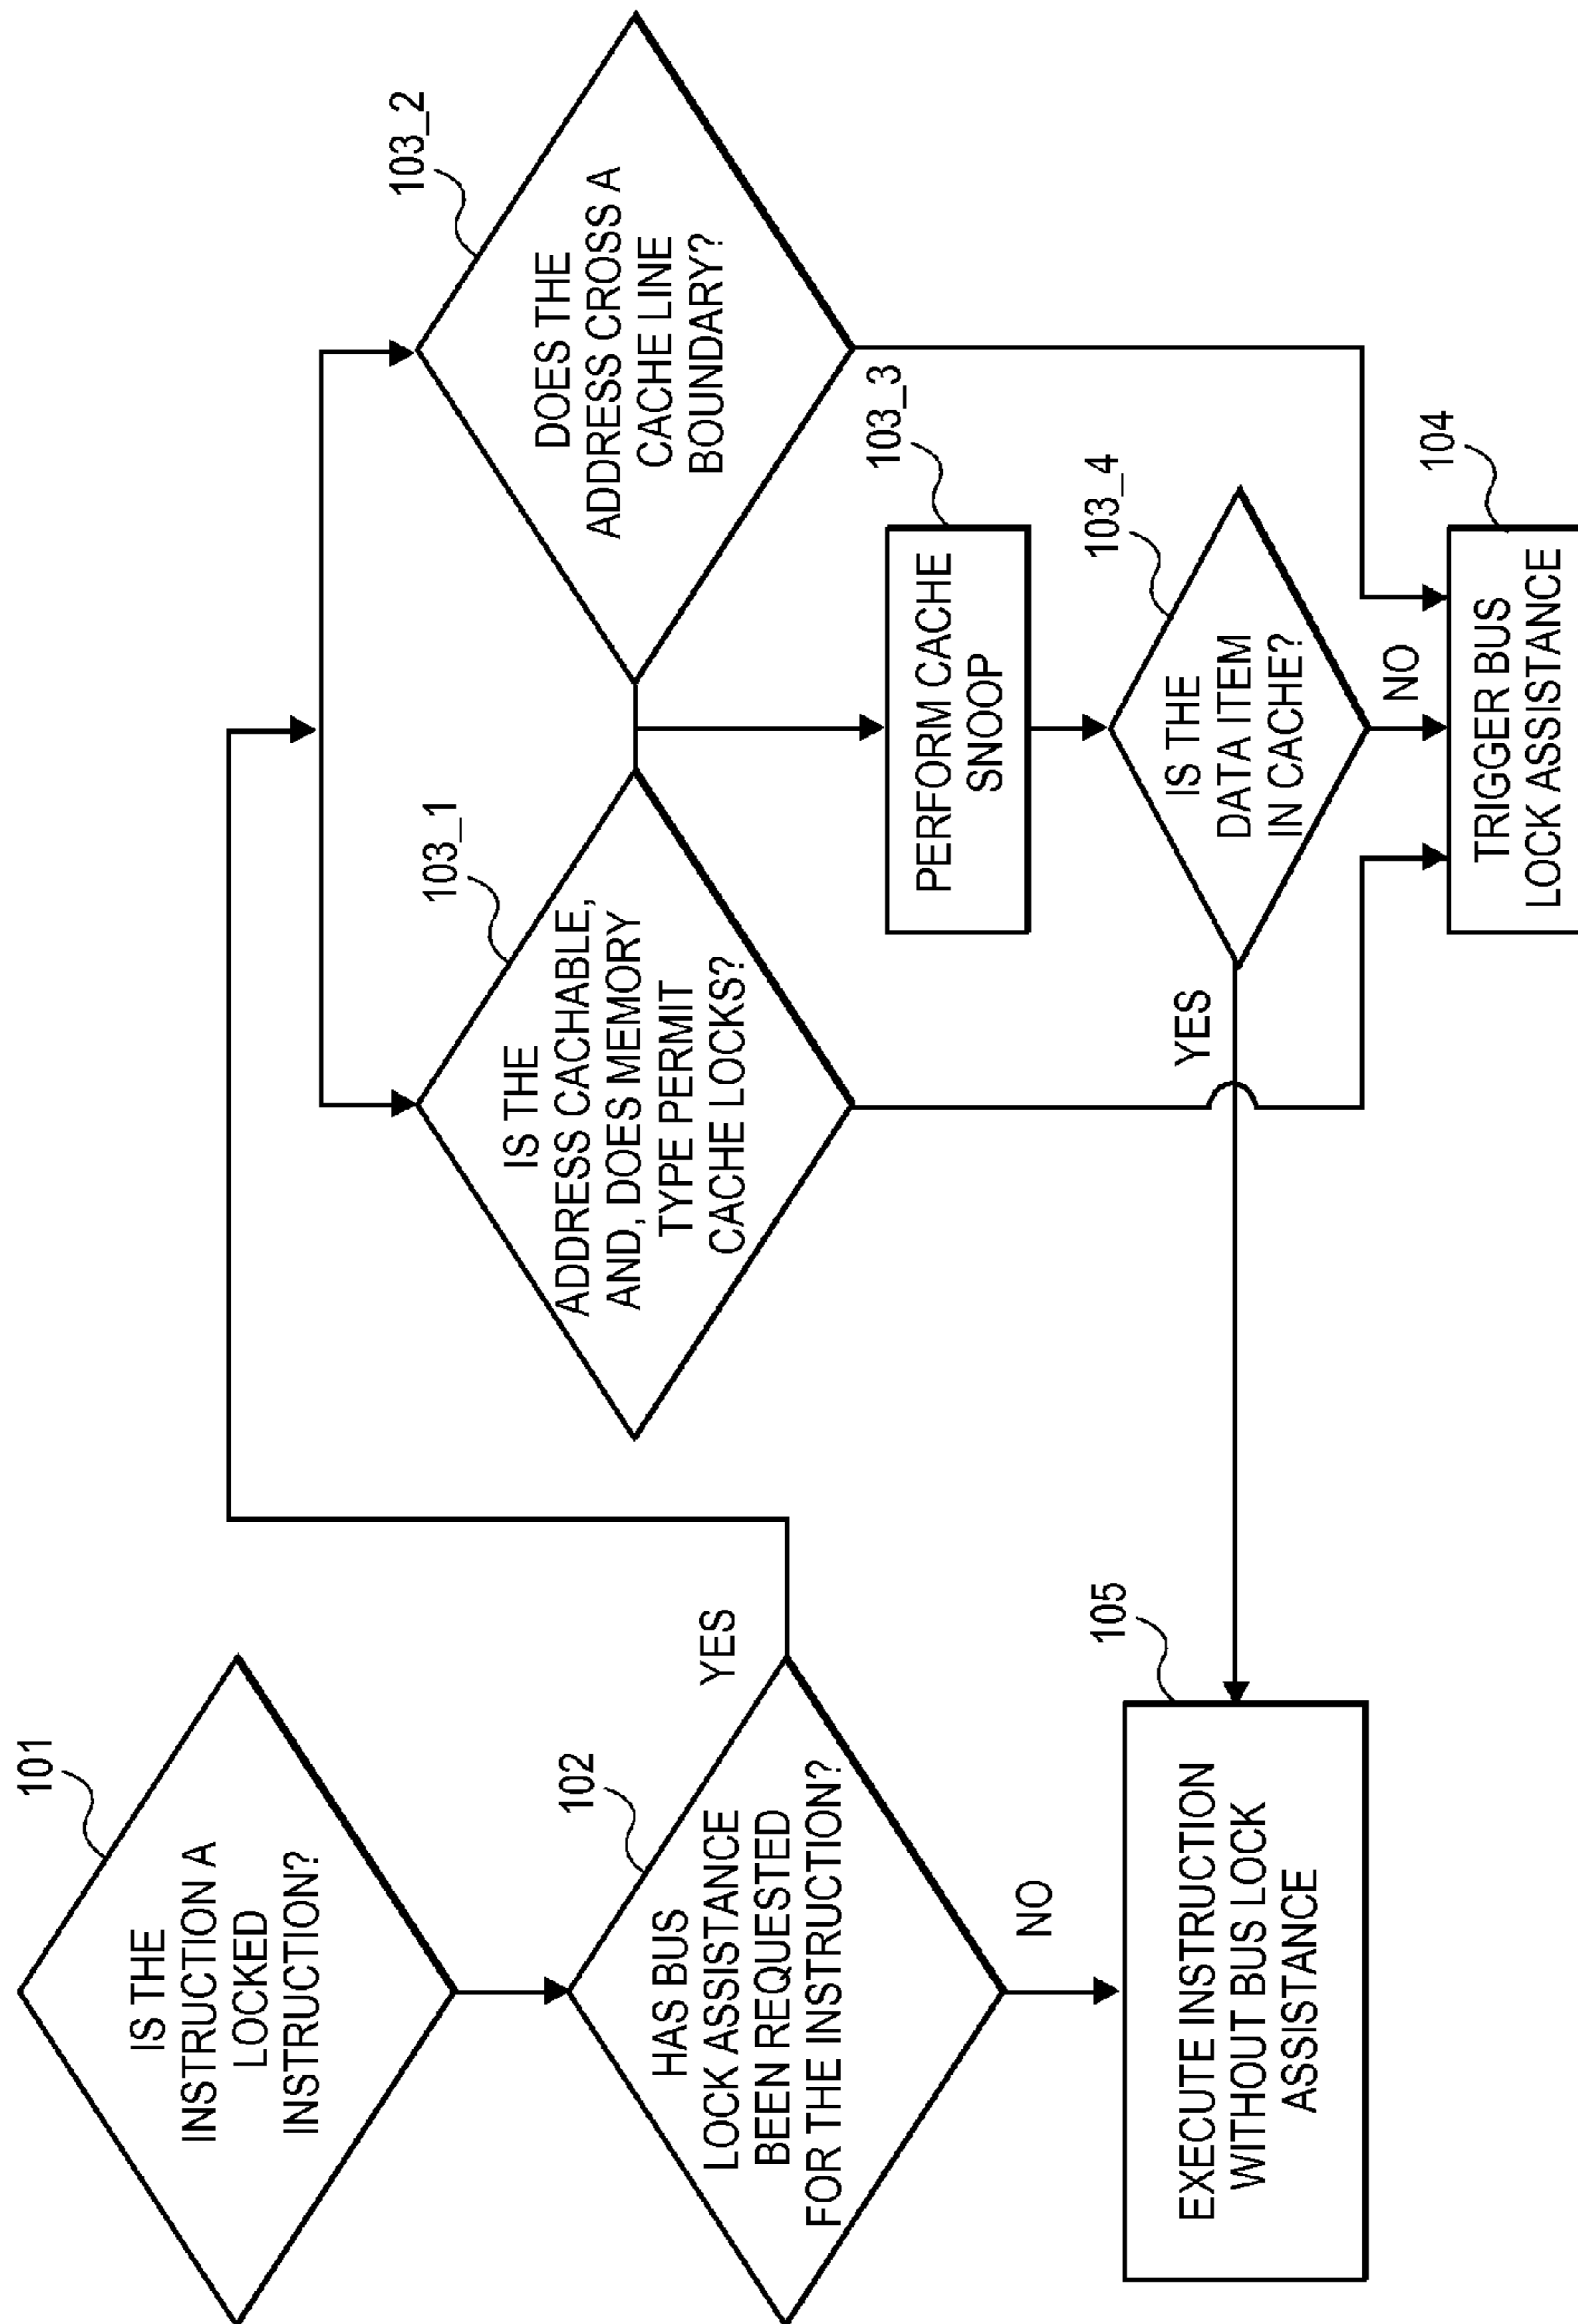 101
IS THE
INSTRUCTION A
LOCKED
INSTRUCTION?
102
HAS BUS
LOCK ASSISTANCE
BEEN REQUESTED
FOR THE INSTRUCTION?
YES
NO
105
EXECUTE INSTRUCTION
WITHOUT BUS LOCK
ASSISTANCE
103_1
IS THE
ADDRESS CACHABLE,
AND, DOES MEMORY
TYPE PERMIT
CACHE LOCKS?
103_2
DOES THE
ADDRESS CROSS A
CACHE LINE
BOUNDARY?
103_3
PERFORM CACHE
SNOOP
103_4
IS THE
DATA ITEM
IN CACHE?
YES
NO
104
TRIGGER BUS
LOCK ASSISTANCE